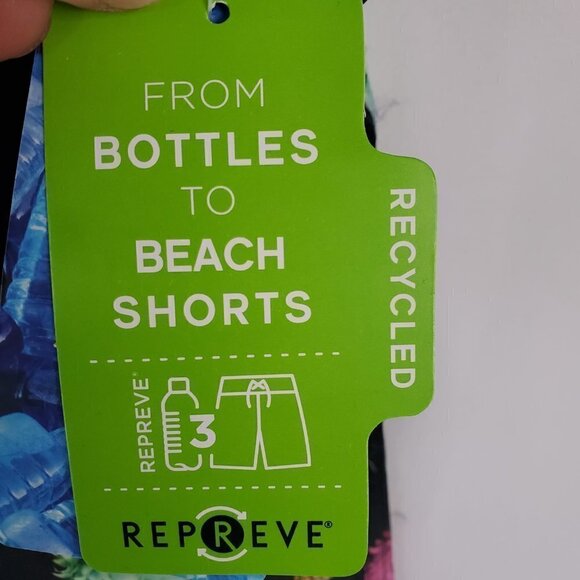 FROM
BOTTLES
TO
BEACH
SHORTS
RECYCLED
REPREVE®
3
REPREVE®